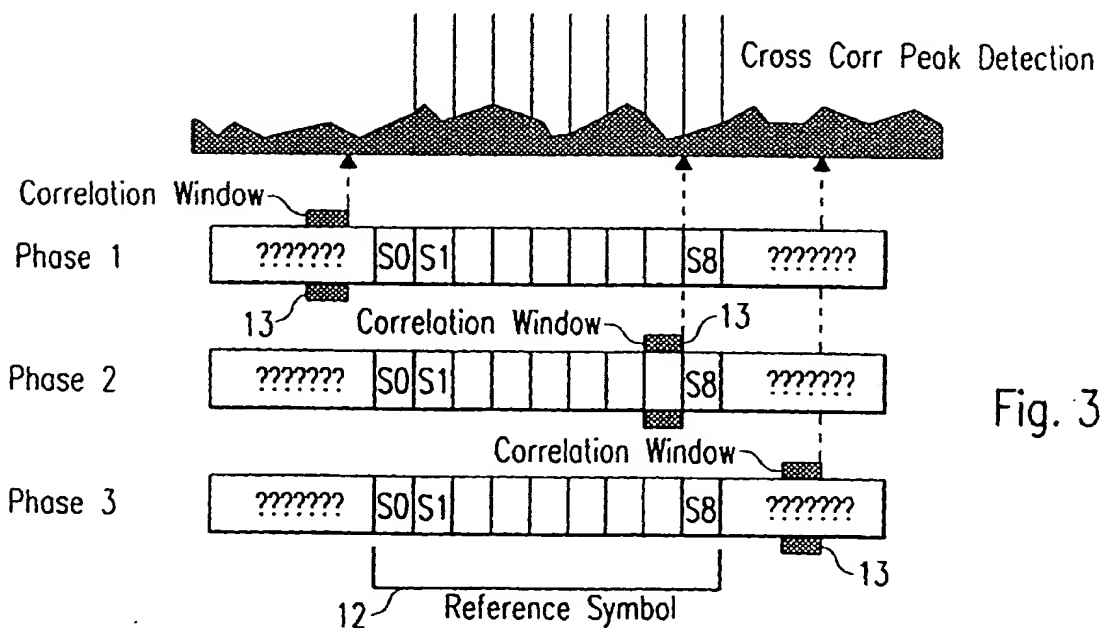 Cross Corr Peak Detection
Correlation Window
Phase 1
??????? S0 S1 S8 ???????
13
Correlation Window
13
Phase 2
??????? S0 S1 S8 ???????
Fig. 3
Correlation Window
Phase 3
??????? S0 S1 S8 ???????
13
12
Reference Symbol